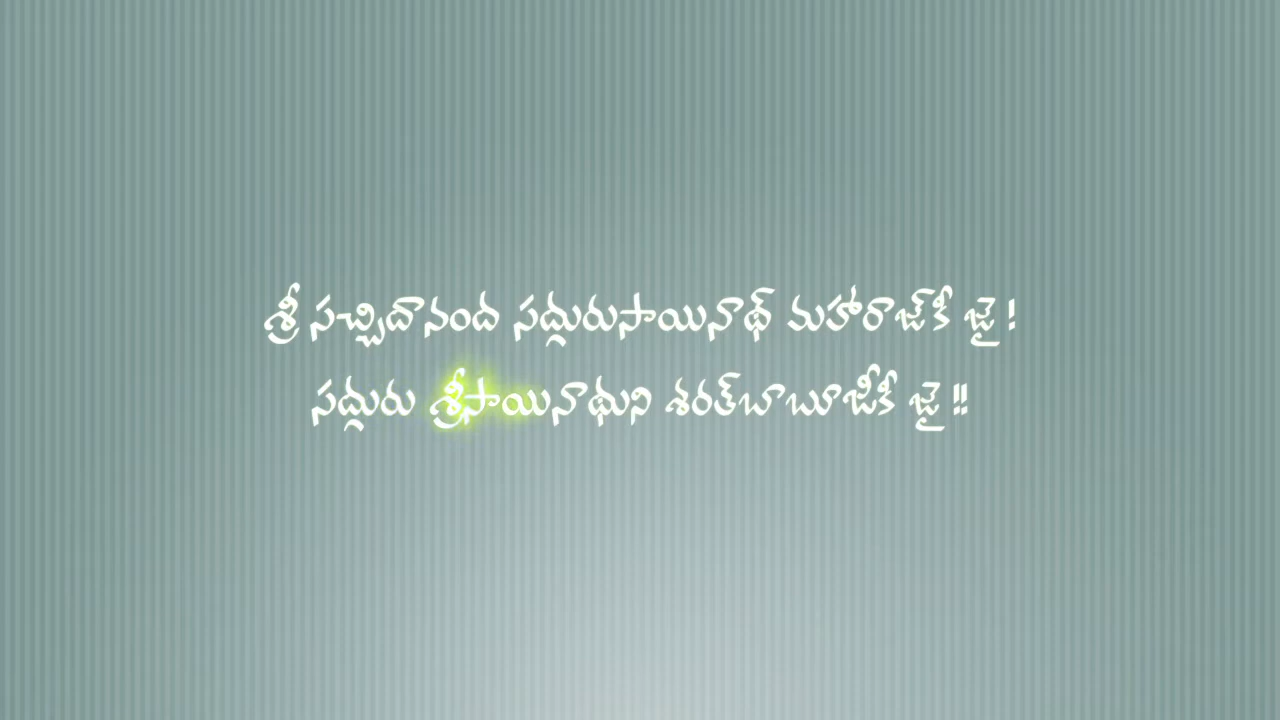 శ్రీ సచ్చిదానంద సద్గురుసాయినాథ్ మహారాజ్‌కీ జై !
సద్గురు శ్రీసాయినాథుని శరత్‌బాబూజీకీ జై !!